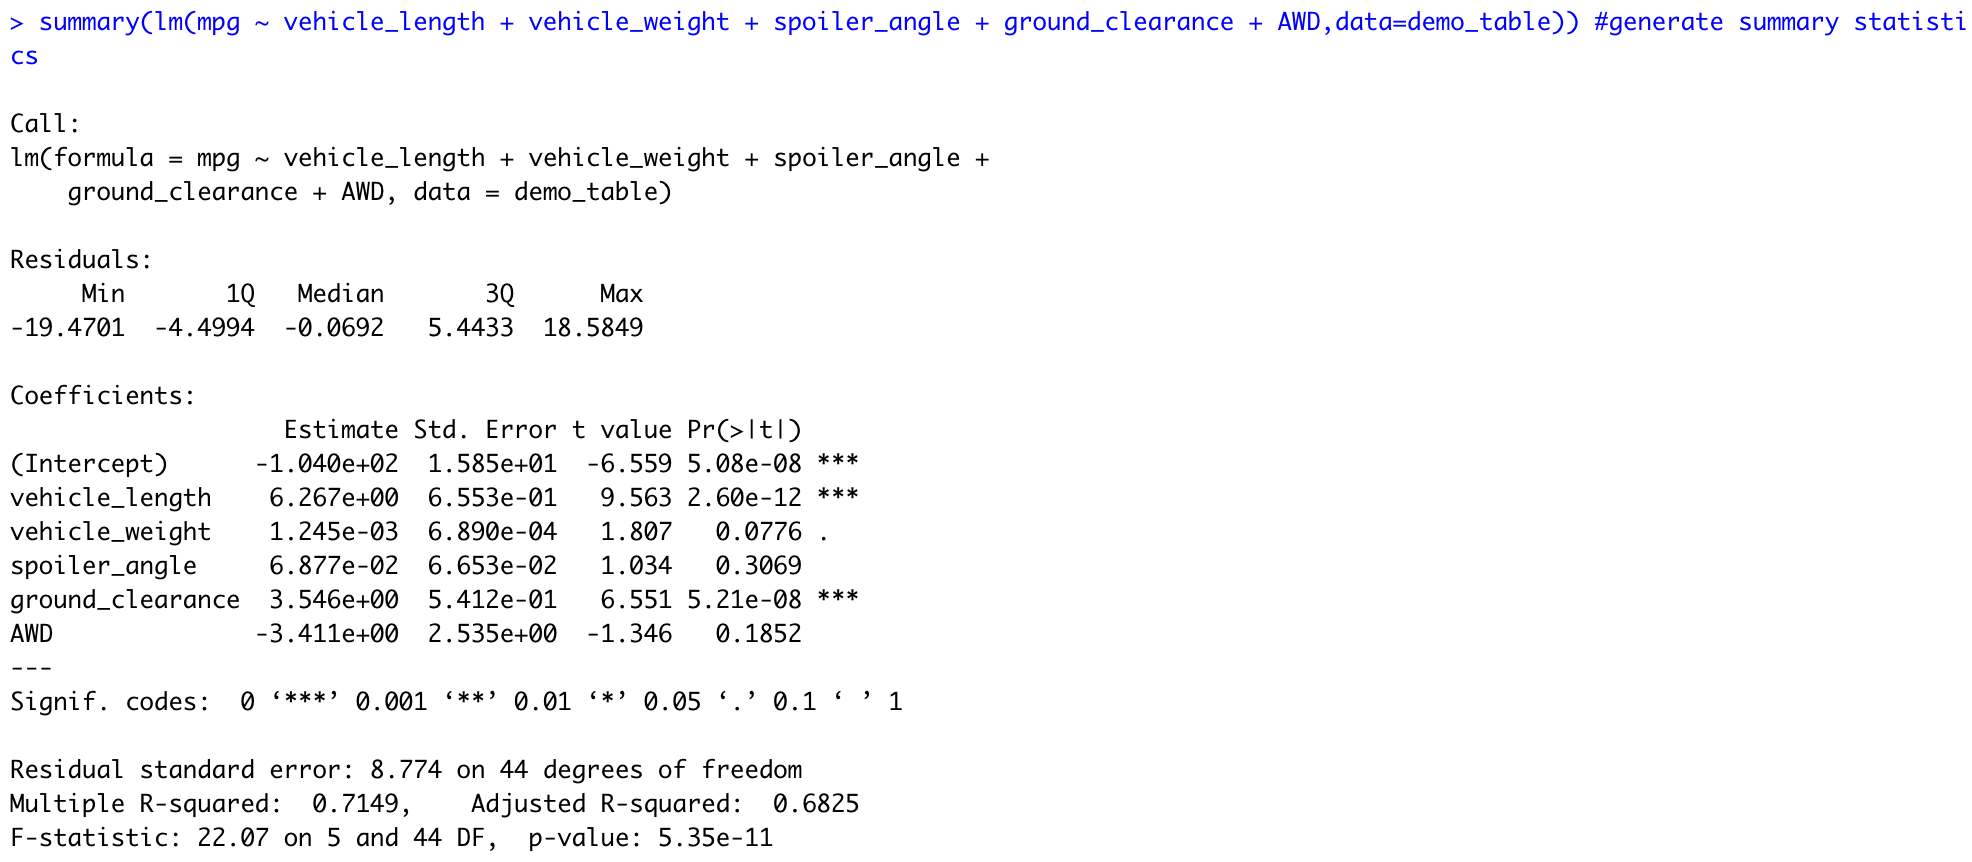 > summary(lm(mpg ~ vehicle_length + vehicle_weight + spoiler_angle + ground_clearance + AWD,data=demo_table)) #generate summary statisti
cs
Call:
lm(formula = mpg ~ vehicle_length + vehicle_weight + spoiler_angle +
    ground_clearance + AWD, data = demo_table)
Residuals:
     Min       1Q   Median       3Q      Max
-19.4701  -4.4994  -0.0692   5.4433  18.5849
Coefficients:
                   Estimate Std. Error t value Pr(>|t|)
(Intercept)      -1.040e+02  1.585e+01  -6.559 5.08e-08 ***
vehicle_length    6.267e+00  6.553e-01   9.563 2.60e-12 ***
vehicle_weight    1.245e-03  6.890e-04   1.807   0.0776 .
spoiler_angle     6.877e-02  6.653e-02   1.034   0.3069
ground_clearance  3.546e+00  5.412e-01   6.551 5.21e-08 ***
AWD              -3.411e+00  2.535e+00  -1.346   0.1852
---
Signif. codes:  0 ‘***’ 0.001 ‘**’ 0.01 ‘*’ 0.05 ‘.’ 0.1 ‘ ’ 1
Residual standard error: 8.774 on 44 degrees of freedom
Multiple R-squared:  0.7149,    Adjusted R-squared:  0.6825
F-statistic: 22.07 on 5 and 44 DF,  p-value: 5.35e-11